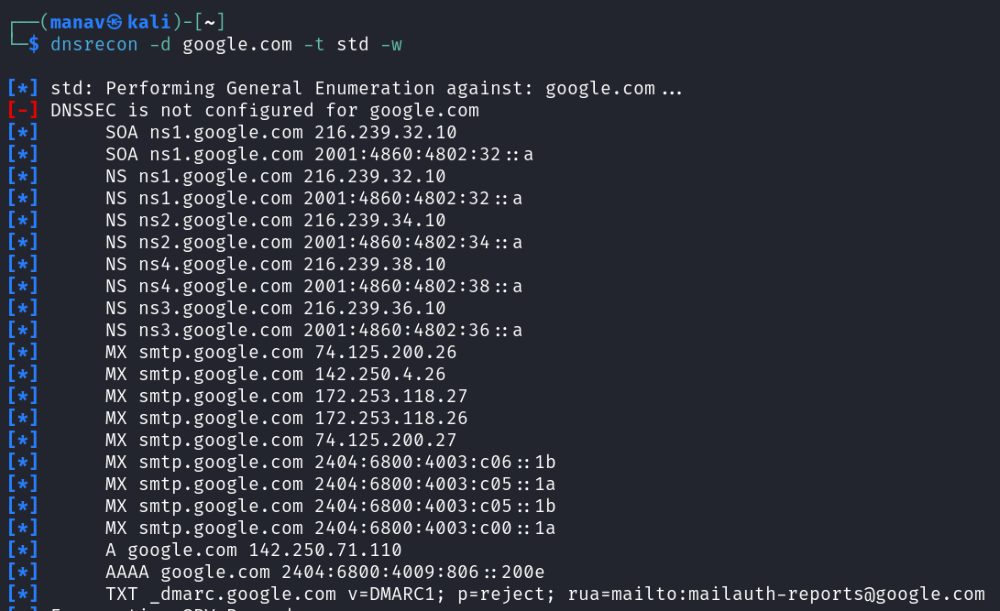 ┌──(manav㉿kali)-[~]
└─$ dnsrecon -d google.com -t std -w
[*] std: Performing General Enumeration against: google.com...
[-] DNSSEC is not configured for google.com
[*] SOA ns1.google.com 216.239.32.10
[*] SOA ns1.google.com 2001:4860:4802:32::a
[*] NS ns1.google.com 216.239.32.10
[*] NS ns1.google.com 2001:4860:4802:32::a
[*] NS ns2.google.com 216.239.34.10
[*] NS ns2.google.com 2001:4860:4802:34::a
[*] NS ns4.google.com 216.239.38.10
[*] NS ns4.google.com 2001:4860:4802:38::a
[*] NS ns3.google.com 216.239.36.10
[*] NS ns3.google.com 2001:4860:4802:36::a
[*] MX smtp.google.com 74.125.200.26
[*] MX smtp.google.com 142.250.4.26
[*] MX smtp.google.com 172.253.118.27
[*] MX smtp.google.com 172.253.118.26
[*] MX smtp.google.com 74.125.200.27
[*] MX smtp.google.com 2404:6800:4003:c06::1b
[*] MX smtp.google.com 2404:6800:4003:c05::1a
[*] MX smtp.google.com 2404:6800:4003:c05::1b
[*] MX smtp.google.com 2404:6800:4003:c00::1a
[*] A google.com 142.250.71.110
[*] AAAA google.com 2404:6800:4009:806::200e
[*] TXT _dmarc.google.com v=DMARC1; p=reject; rua=mailto:mailauth-reports@google.com